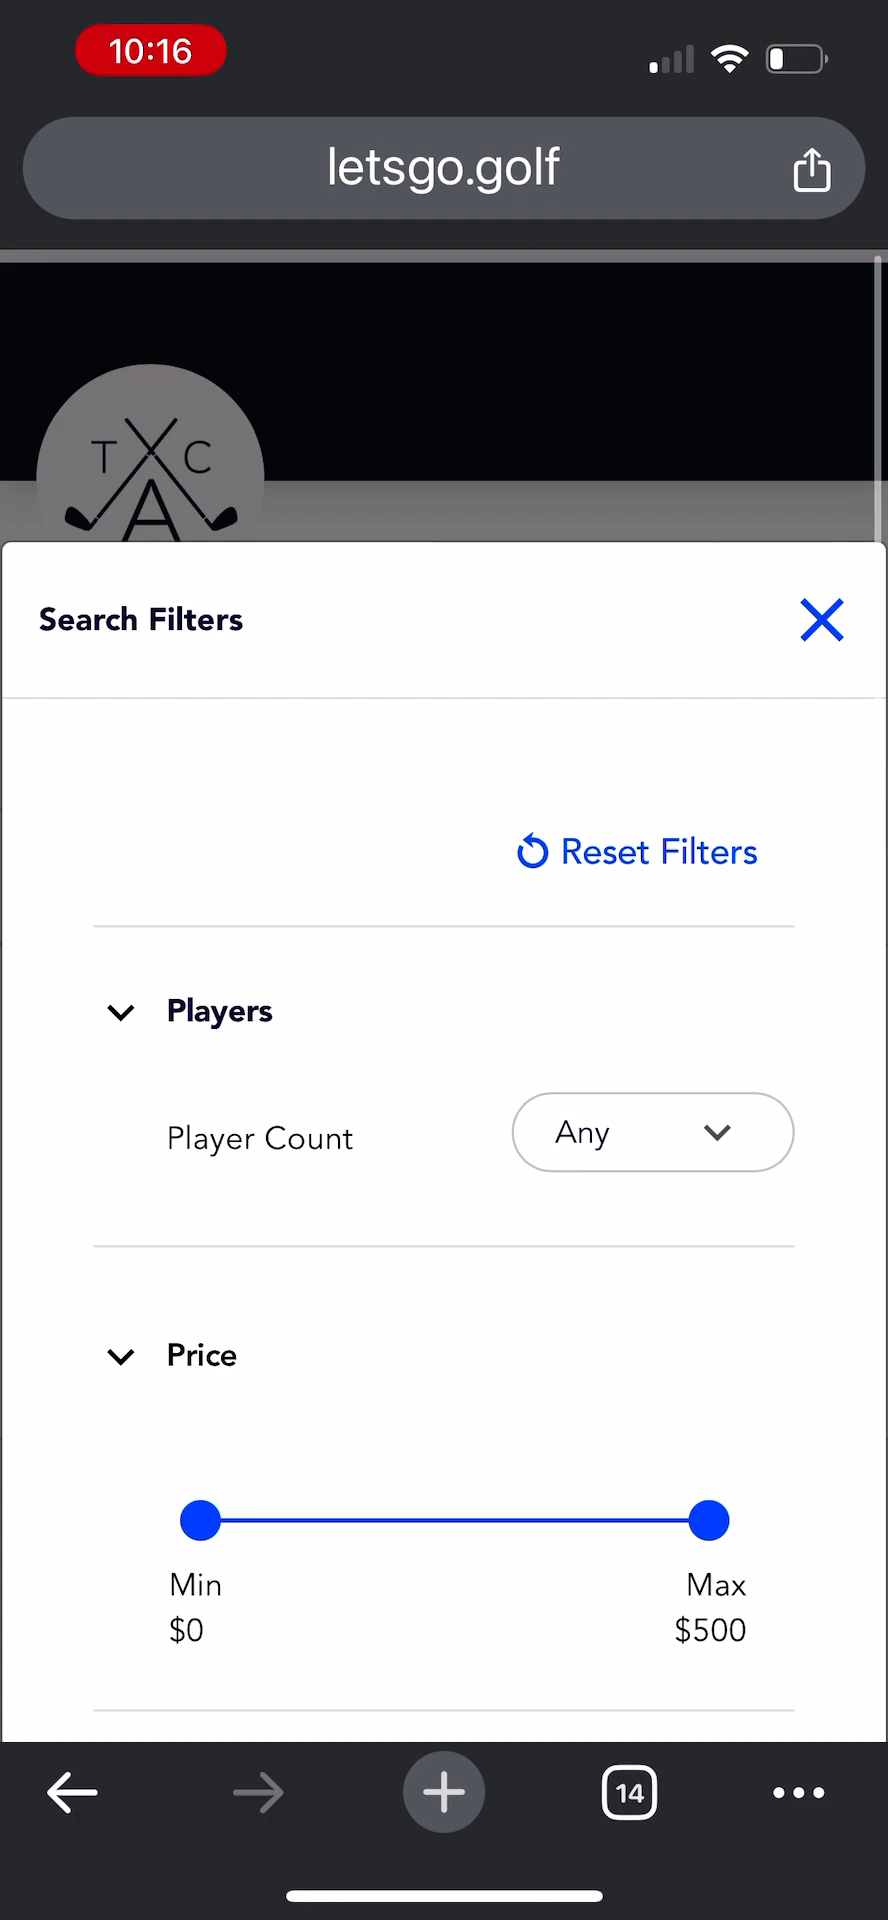 10:16
letsgo.golf
T C
A
Search Filters
Reset Filters
Players
Player Count
Any
Price
Min
Max
$0
$500
14